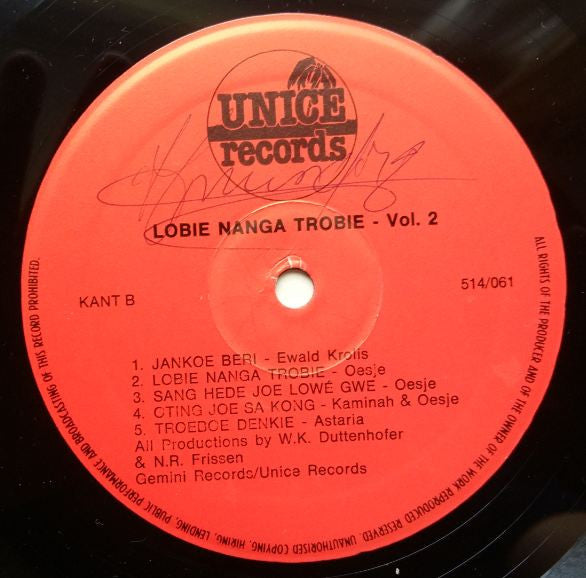 UNICE
records
LOBIE NANGA TROBIE - Vol. 2
KANT B
514/061
1. JANKOE BERI - Ewald Krolis
2. LOBIE NANGA TROBIE - Oesje
3. SANG HEDE JOE LOWÉ GWE - Oesje
4. OTING JOE SA KONG - Kaminah & Oesje
5. TROEBOE DENKIE - Astaria
All Productions by W.K. Duttenhofer
& N.R. Frissen
Gemini Records/Unice Records
ALL RIGHTS OF THE PRODUCER AND OF THE OWNER OF THE WORK REPRODUCED RESERVED. UNAUTHORISED COPYING, HIRING, LENDING, PUBLIC PERFORMANCE AND BROADCASTING OF THIS RECORD PROHIBITED.